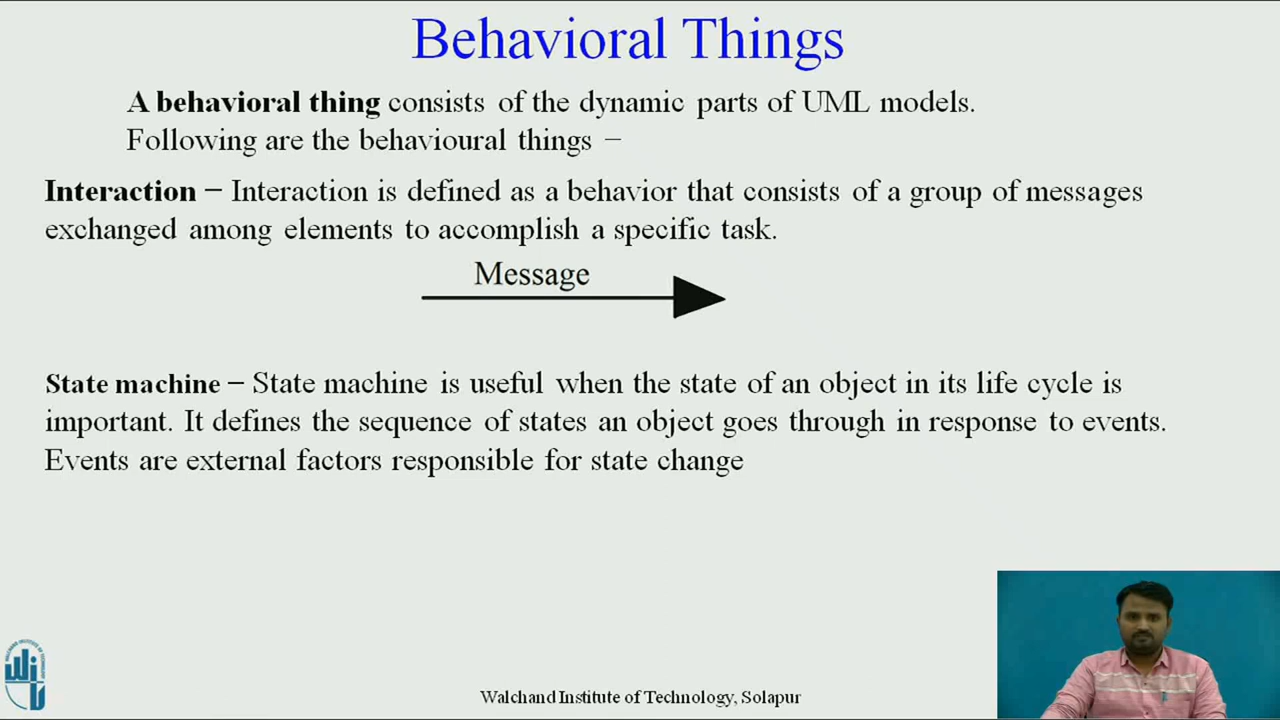 Behavioral Things
A behavioral thing consists of the dynamic parts of UML models.
Following are the behavioural things −
Interaction − Interaction is defined as a behavior that consists of a group of messages
exchanged among elements to accomplish a specific task.
Message
State machine − State machine is useful when the state of an object in its life cycle is
important. It defines the sequence of states an object goes through in response to events.
Events are external factors responsible for state change
Walchand Institute of Technology, Solapur